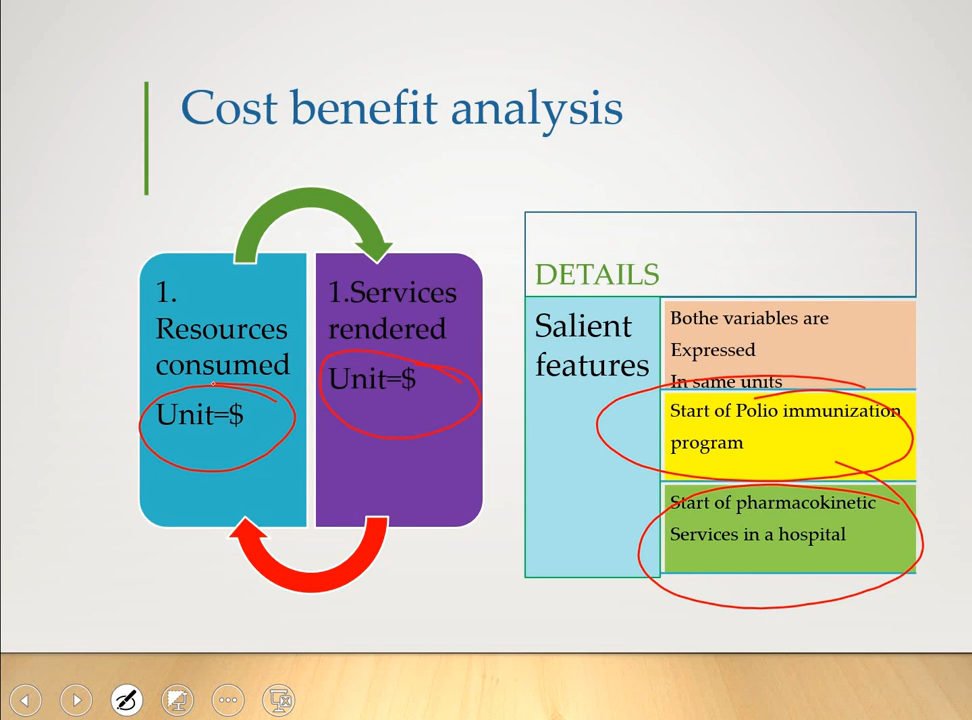 Cost benefit analysis
1.
Resources
consumed
Unit=$
1.Services
rendered
Unit=$
DETAILS
Salient
features
Bothe variables are
Expressed
In same units
Start of Polio immunization
program
Start of pharmacokinetic
Services in a hospital